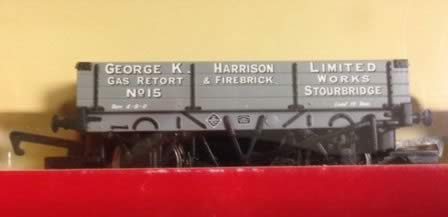 GEORGE K. HARRISON LIMITED
GAS RETORT & FIREBRICK. WORKS
No 15 STOURBRIDGE